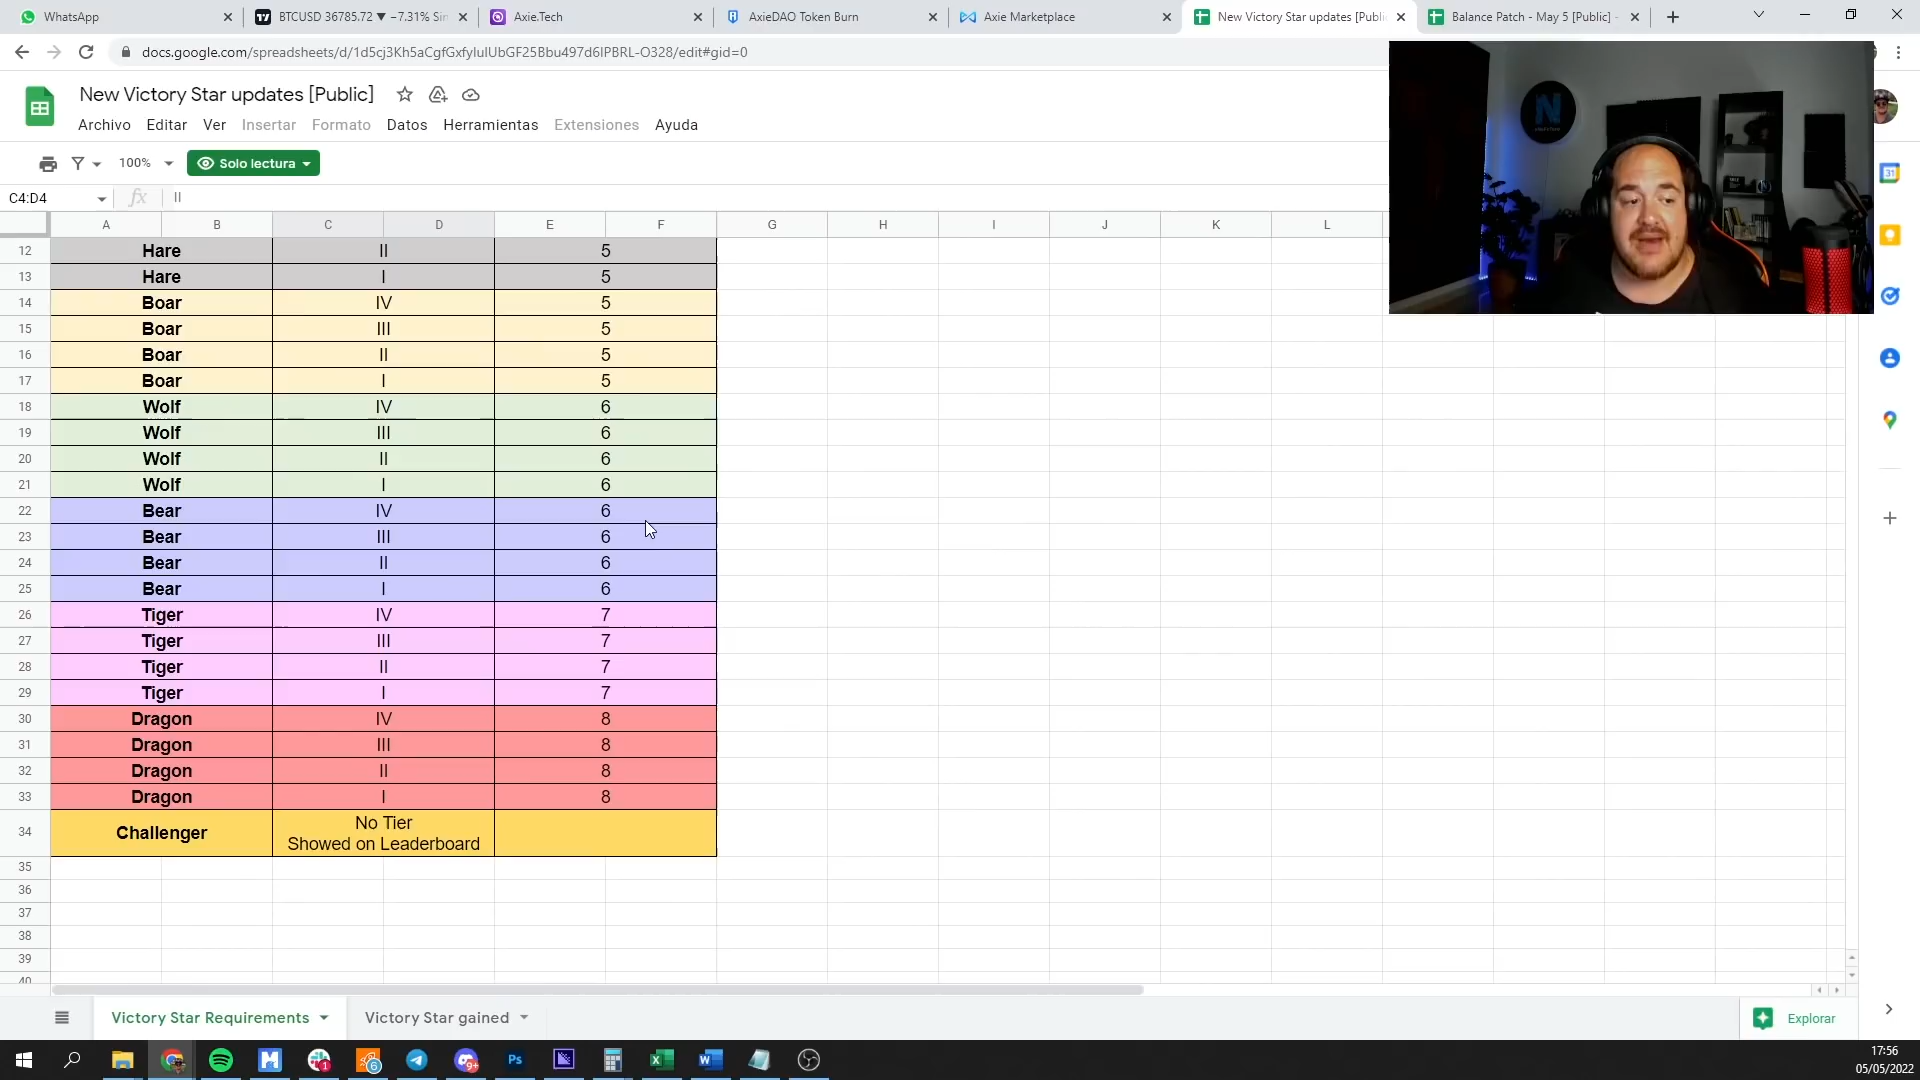 WhatsApp
BTCUSD 36785.72 ▼ −7.31% Sin
Axie.Tech
AxieDAO Token Burn
Axie Marketplace
New Victory Star updates [Publi
Balance Patch - May 5 [Public] -
docs.google.com/spreadsheets/d/1d5cj3Kh5aCgfGxfyIulUbGF25Bbu497d6IPBRL-O328/edit#gid=0
New Victory Star updates [Public]
Archivo Editar Ver Insertar Formato Datos Herramientas Extensiones Ayuda
100% Solo lectura
C4:D4 fx II
A B C D E F G H I J K L
12 Hare II 5
13 Hare I 5
14 Boar IV 5
15 Boar III 5
16 Boar II 5
17 Boar I 5
18 Wolf IV 6
19 Wolf III 6
20 Wolf II 6
21 Wolf I 6
22 Bear IV 6
23 Bear III 6
24 Bear II 6
25 Bear I 6
26 Tiger IV 7
27 Tiger III 7
28 Tiger II 7
29 Tiger I 7
30 Dragon IV 8
31 Dragon III 8
32 Dragon II 8
33 Dragon I 8
34 Challenger No Tier
Showed on Leaderboard
35
36
37
38
39
40
Victory Star Requirements Victory Star gained
Explorar
17:56
05/05/2022